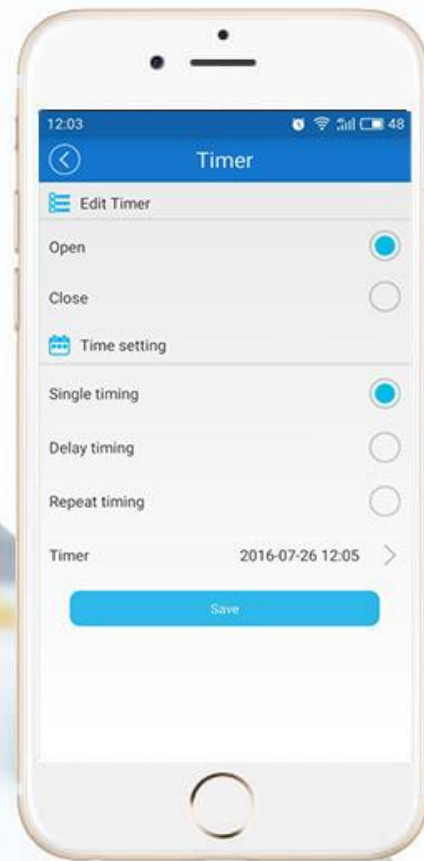 12:03 48
Timer
Edit Timer
Open
Close
Time setting
Single timing
Delay timing
Repeat timing
Timer 2016-07-26 12:05
Save